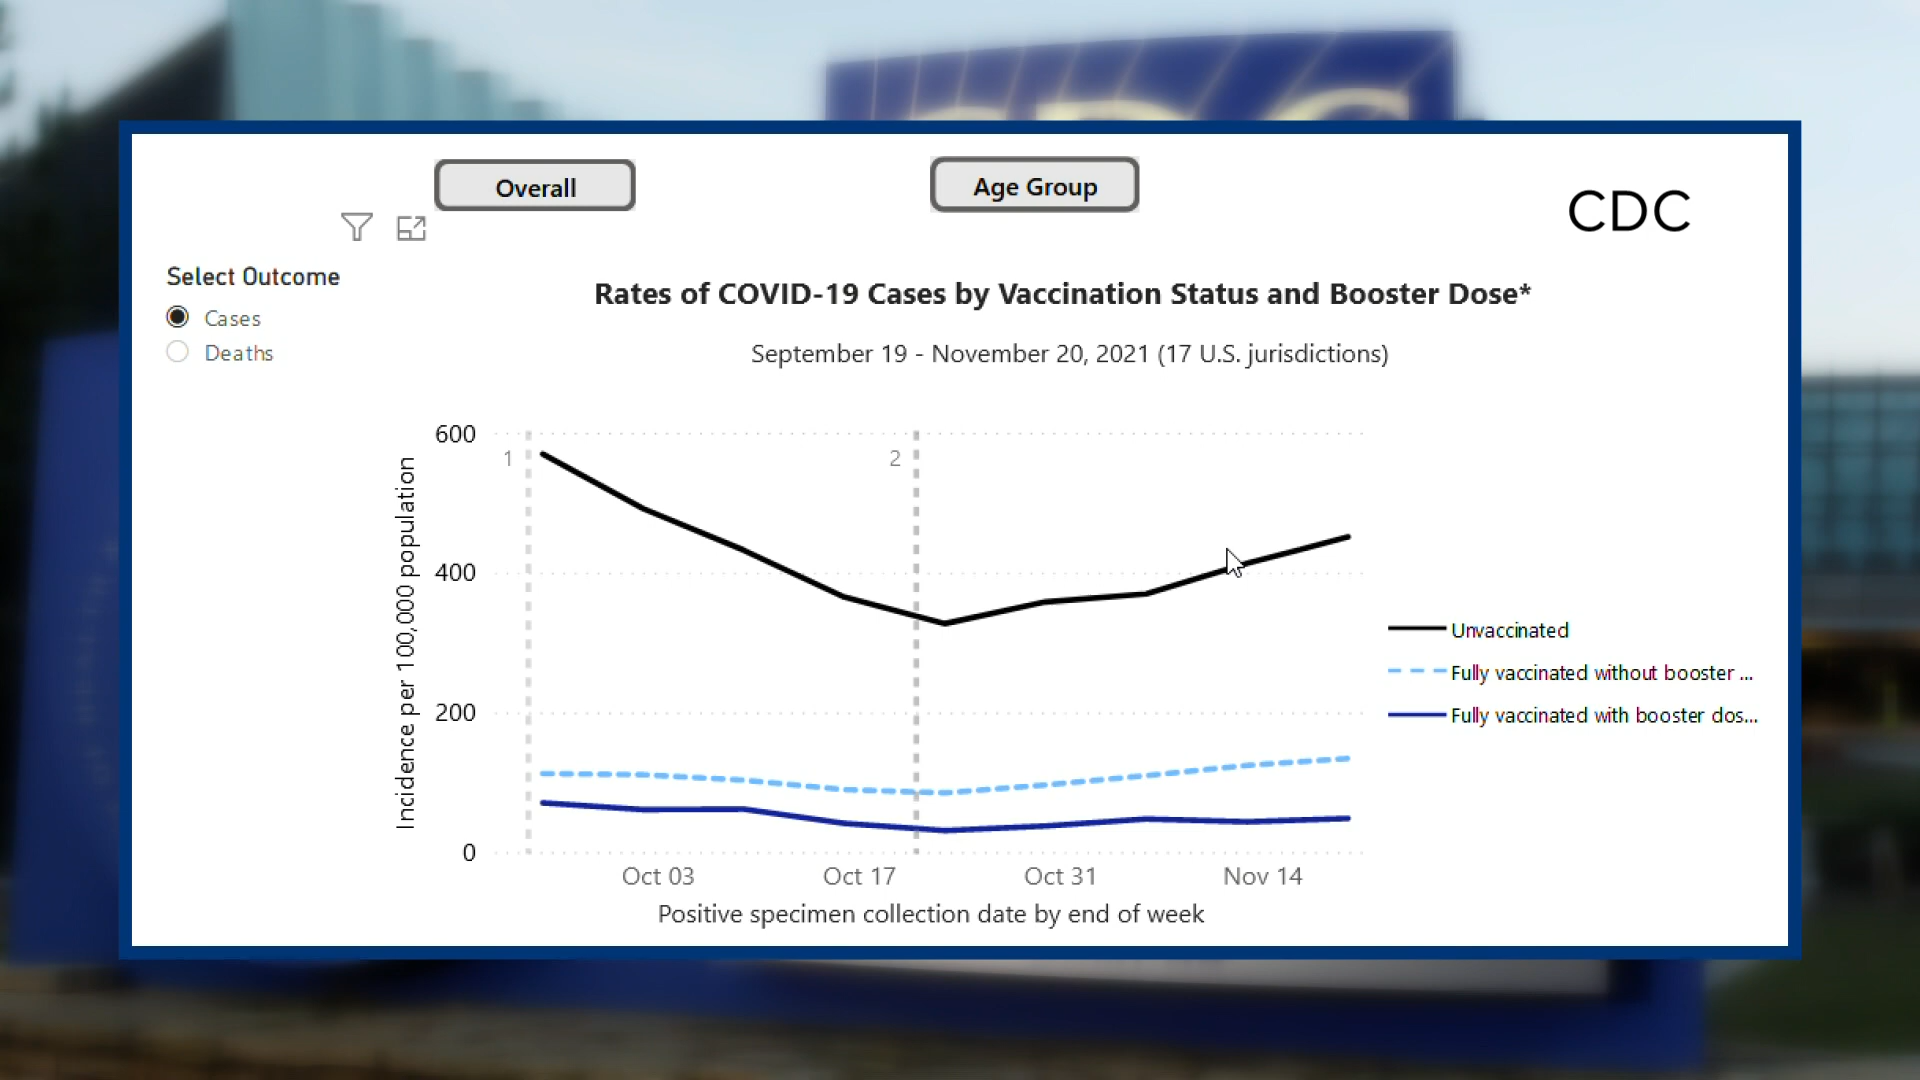 Overall
Age Group
CDC
Select Outcome
Cases
Deaths
Rates of COVID-19 Cases by Vaccination Status and Booster Dose*
September 19 - November 20, 2021 (17 U.S. jurisdictions)
Incidence per 100,000 population
600
400
200
0
1
2
Unvaccinated
Fully vaccinated without booster ...
Fully vaccinated with booster dos...
Oct 03
Oct 17
Oct 31
Nov 14
Positive specimen collection date by end of week